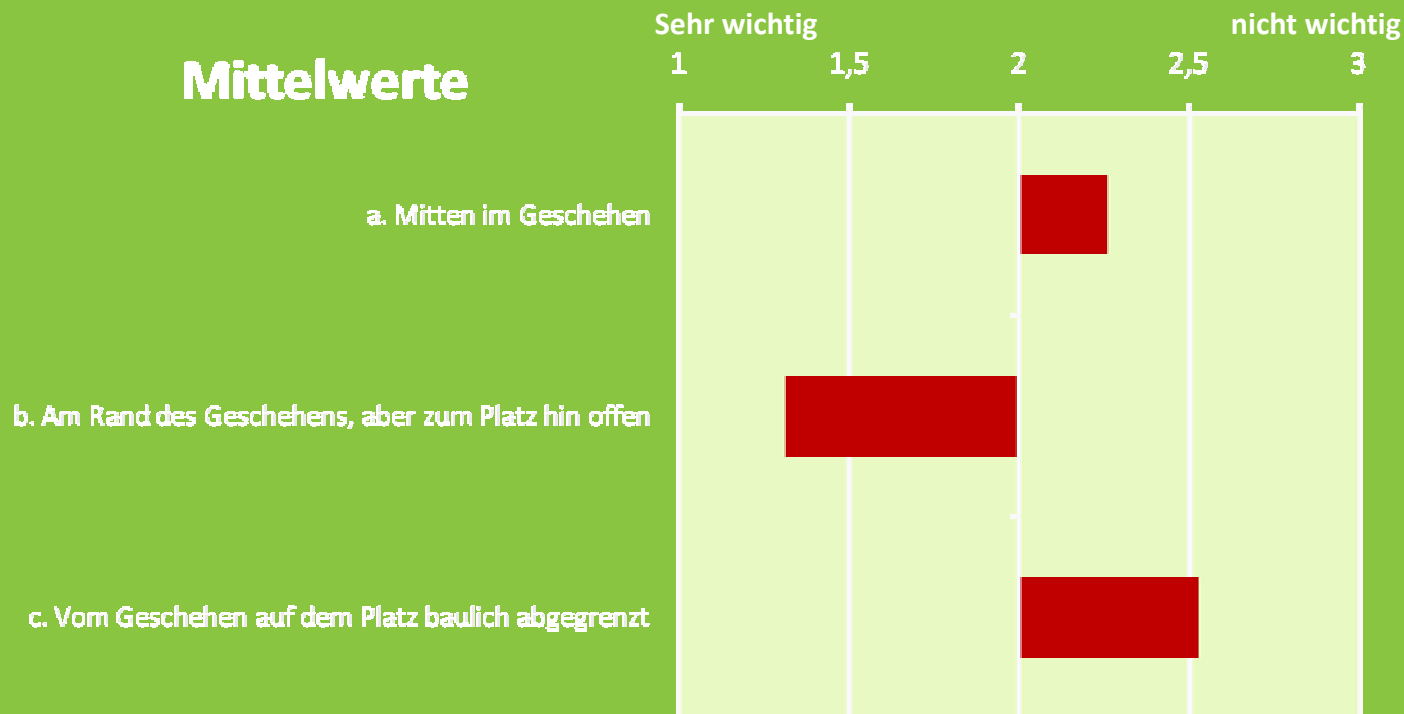 Sehr wichtig nicht wichtig
1 1,5 2 2,5 3
Mittelwerte
a. Mitten im Geschehen
b. Am Rand des Geschehens, aber zum Platz hin offen
c. Vom Geschehen auf dem Platz baulich abgegrenzt